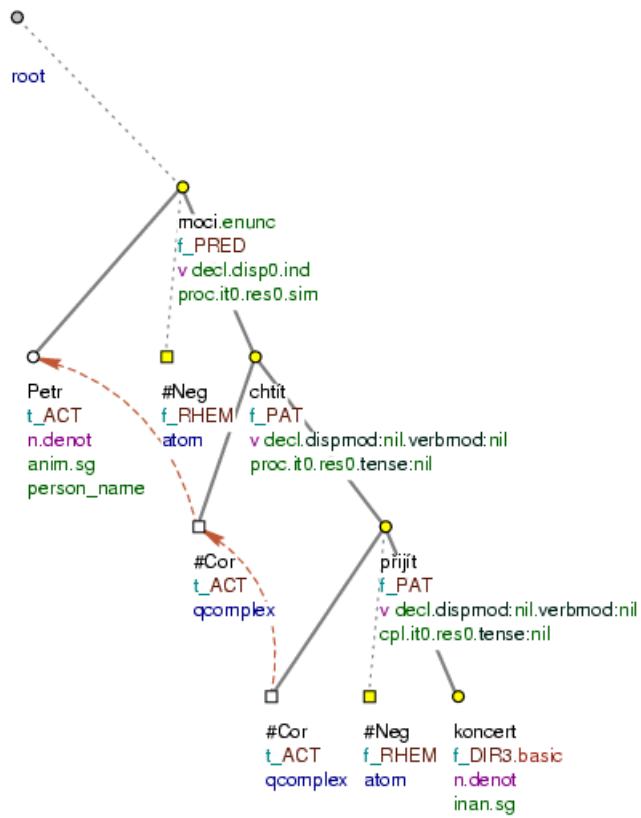 root
moci.enunc
f_PRED
v decl.disp0.ind
proc.it0.res0.sim
Petr
t_ACT
n.denot
anim.sg
person_name
#Neg
f_RHEM
atom
chtít
f_PAT
v decl.dispmod:nil.verbmod:nil
proc.it0.res0.tense:nil
#Cor
t_ACT
qcomplex
přijít
f_PAT
v decl.dispmod:nil.verbmod:nil
cpl.it0.res0.tense:nil
#Cor
t_ACT
qcomplex
#Neg
f_RHEM
atom
koncert
f_DIR3.basic
n.denot
inan.sg